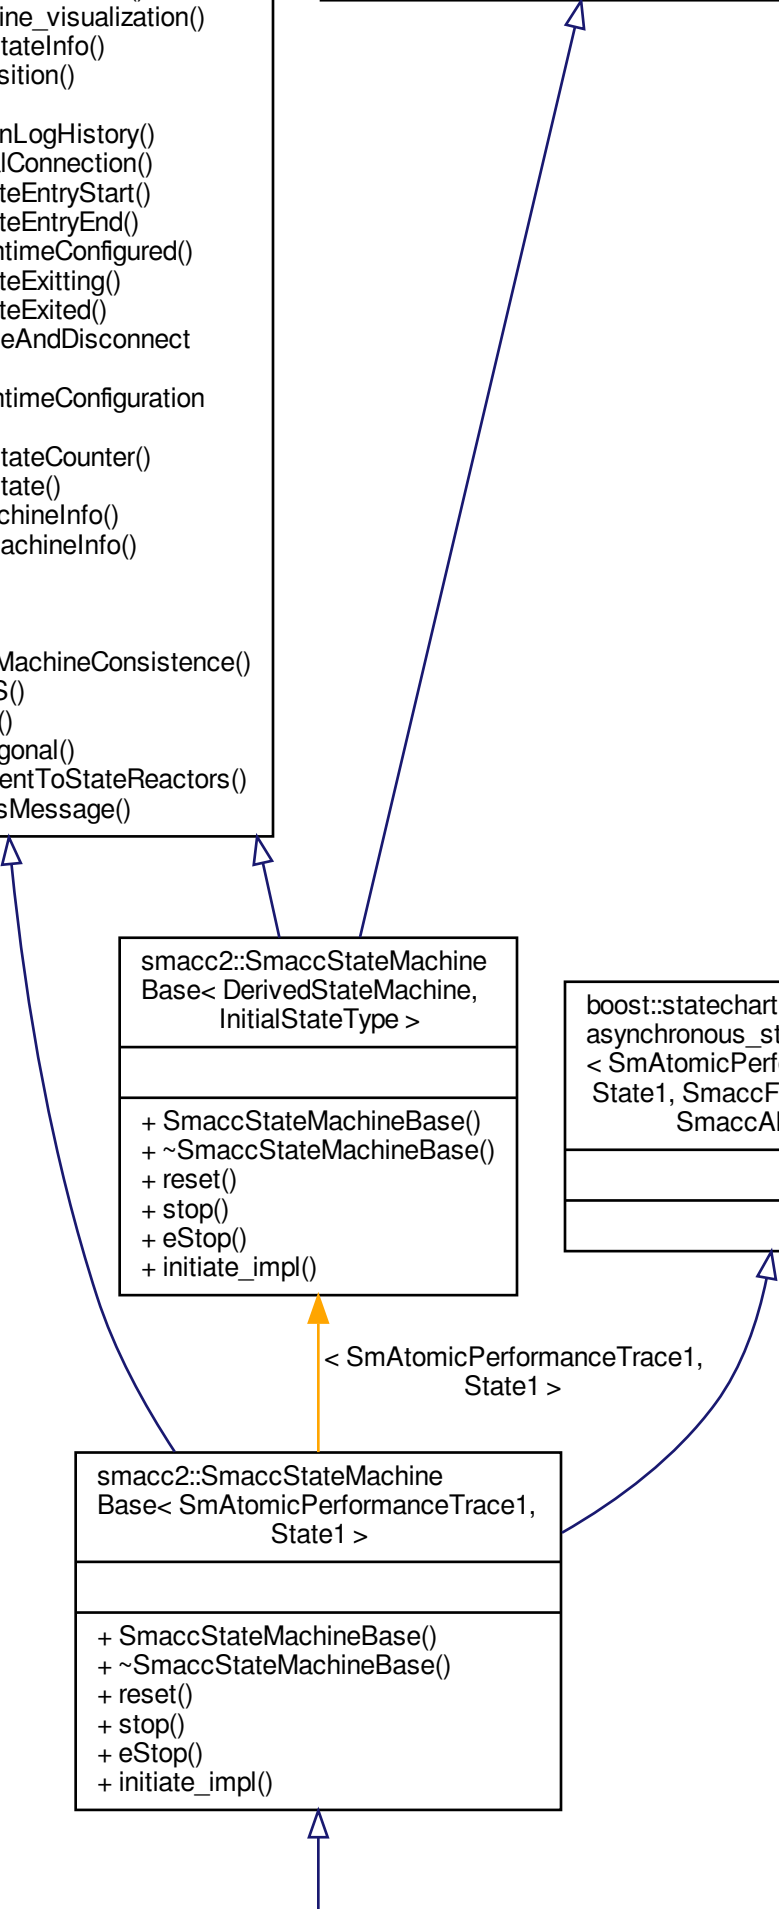 ine_visualization()
tateInfo()
sition()
nLogHistory()
lConnection()
teEntryStart()
teEntryEnd()
ntimeConfigured()
teExitting()
teExited()
eAndDisconnect
ntimeConfiguration
tateCounter()
tate()
chineInfo()
achineInfo()
MachineConsistence()
S()
()
gonal()
entToStateReactors()
sMessage()
smacc2::SmaccStateMachine
Base< DerivedStateMachine,
InitialStateType >
+ SmaccStateMachineBase()
+ ~SmaccStateMachineBase()
+ reset()
+ stop()
+ eStop()
+ initiate_impl()
boost::statechart
asynchronous_st
< SmAtomicPerf
State1, SmaccF
SmaccAl
< SmAtomicPerformanceTrace1,
State1 >
smacc2::SmaccStateMachine
Base< SmAtomicPerformanceTrace1,
State1 >
+ SmaccStateMachineBase()
+ ~SmaccStateMachineBase()
+ reset()
+ stop()
+ eStop()
+ initiate_impl()